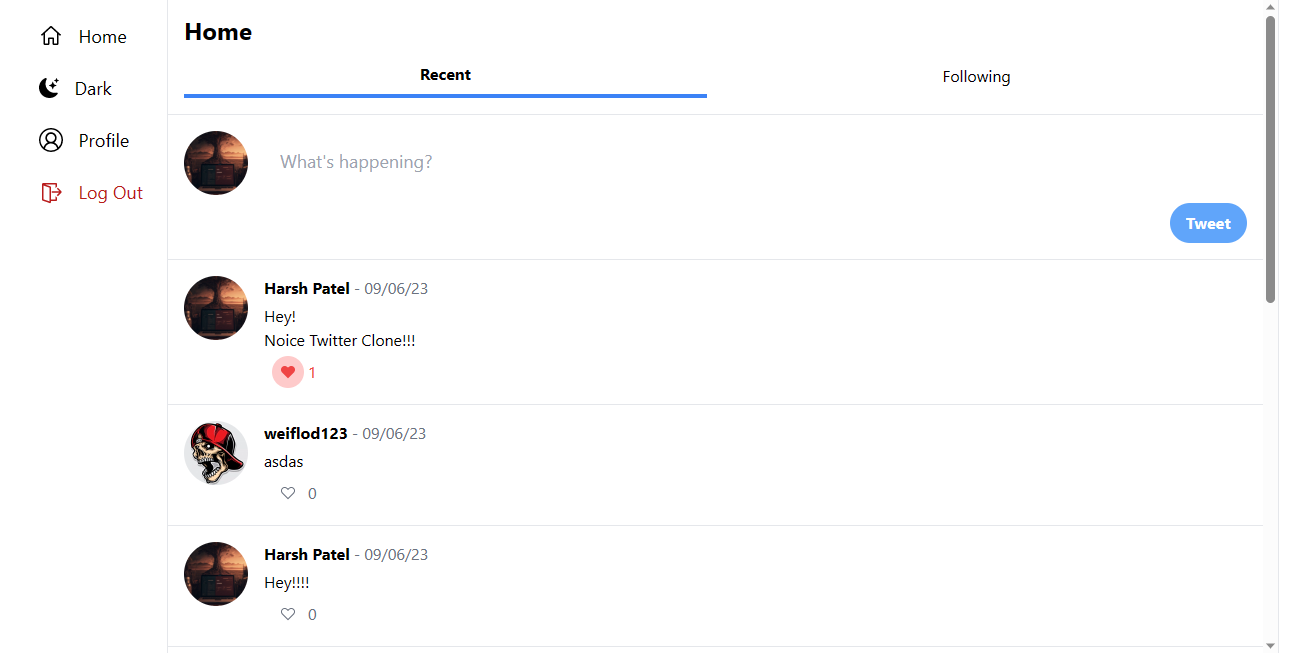 Home
Dark
Profile
Log Out
Home
Recent
Following
What's happening?
Tweet
Harsh Patel - 09/06/23
Hey!
Noice Twitter Clone!!!
1
weiflod123 - 09/06/23
asdas
0
Harsh Patel - 09/06/23
Hey!!!!
0